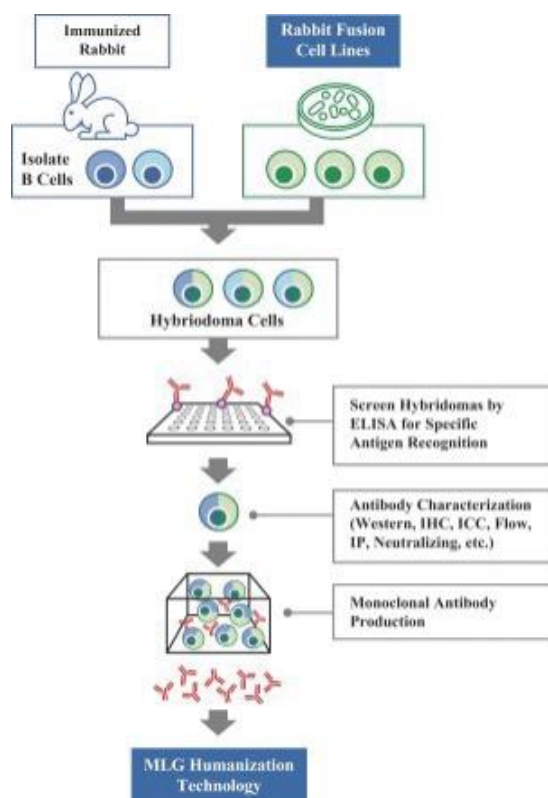 Immunized
Rabbit
Rabbit Fusion
Cell Lines
Isolate
B Cells
Hybriodoma Cells
Screen Hybridomas by
ELISA for Specific
Antigen Recognition
Antibody Characterization
(Western, IHC, ICC, Flow,
IP, Neutralizing, etc.)
Monoclonal Antibody
Production
MLG Humanization
Technology